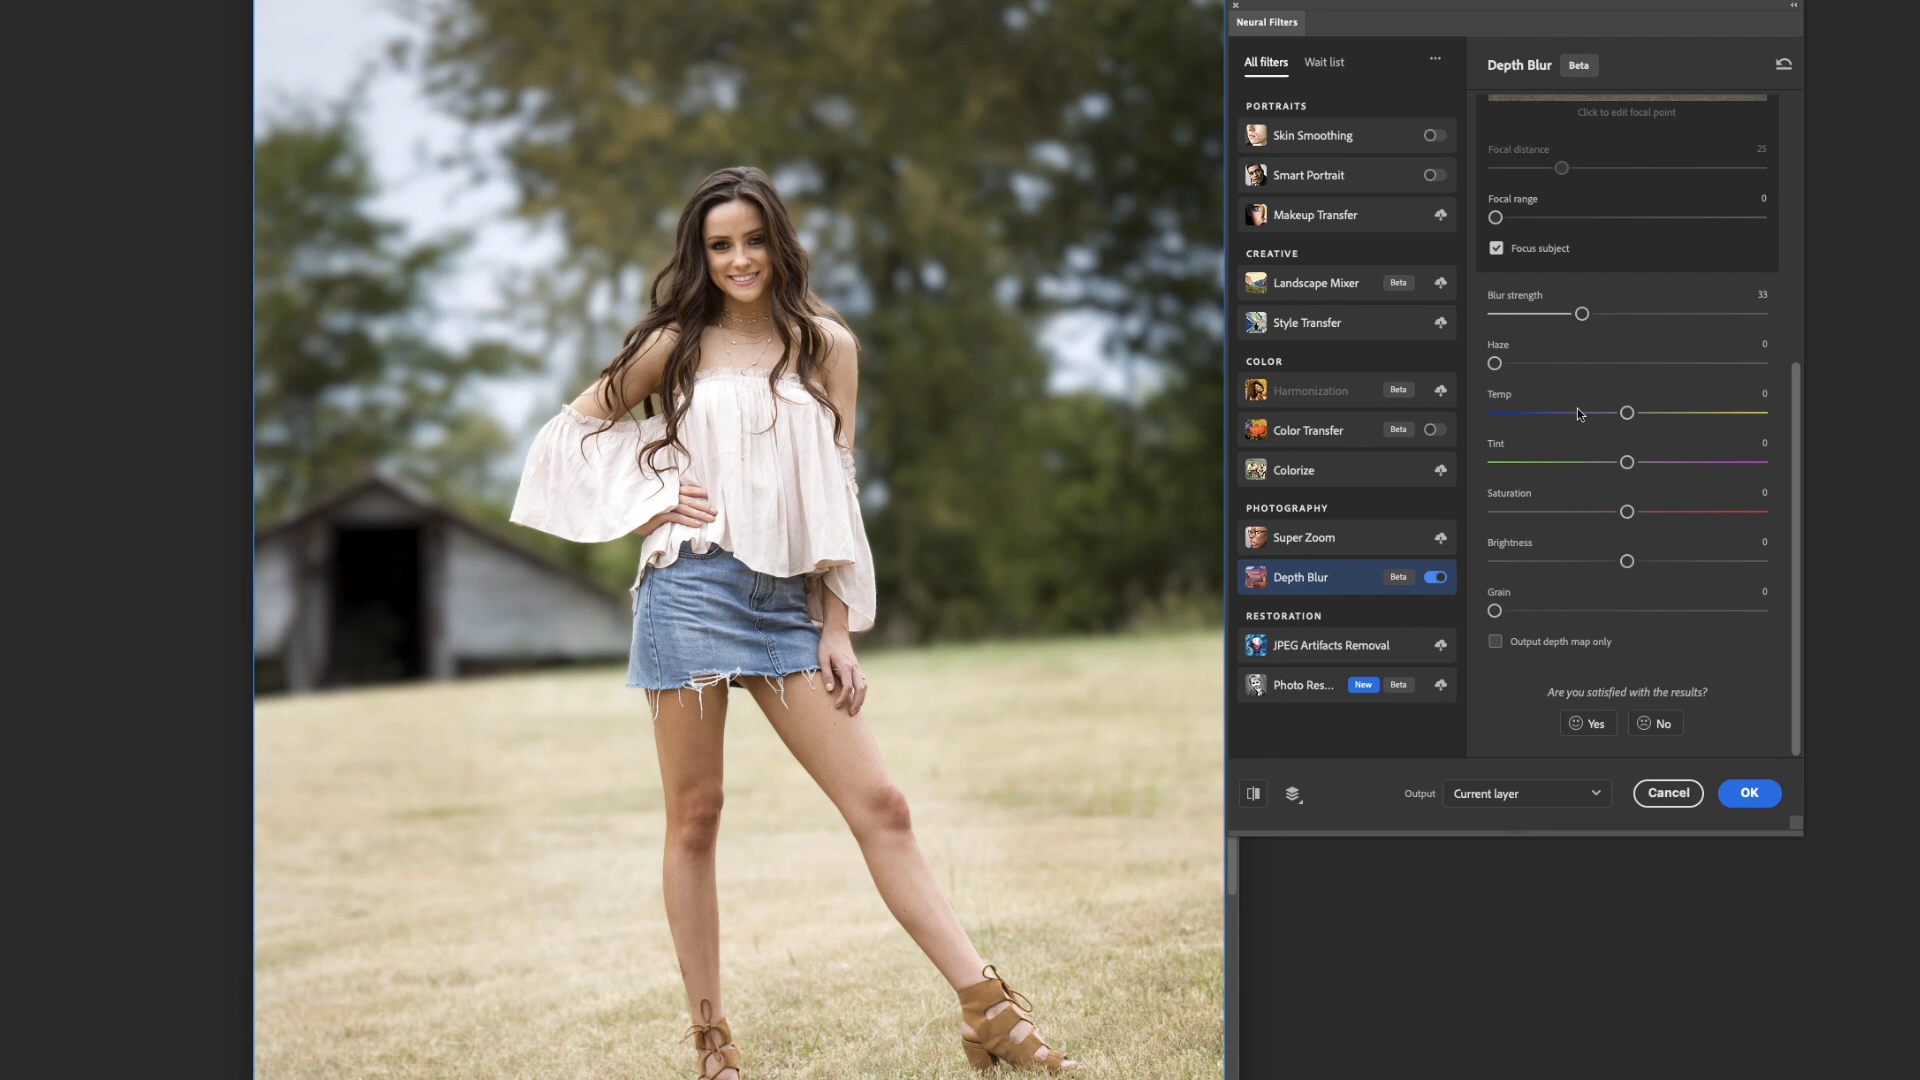 Neural Filters
All filters
Wait list
PORTRAITS
Skin Smoothing
Smart Portrait
Makeup Transfer
CREATIVE
Landscape Mixer Beta
Style Transfer
COLOR
Harmonization Beta
Color Transfer Beta
Colorize
PHOTOGRAPHY
Super Zoom
Depth Blur Beta
RESTORATION
JPEG Artifacts Removal
Photo Res... New Beta
Depth Blur Beta
Click to edit focal point
Focal distance 25
Focal range 0
Focus subject
Blur strength 33
Haze 0
Temp 0
Tint 0
Saturation 0
Brightness 0
Grain 0
Output depth map only
Are you satisfied with the results?
Yes No
Output Current layer Cancel OK